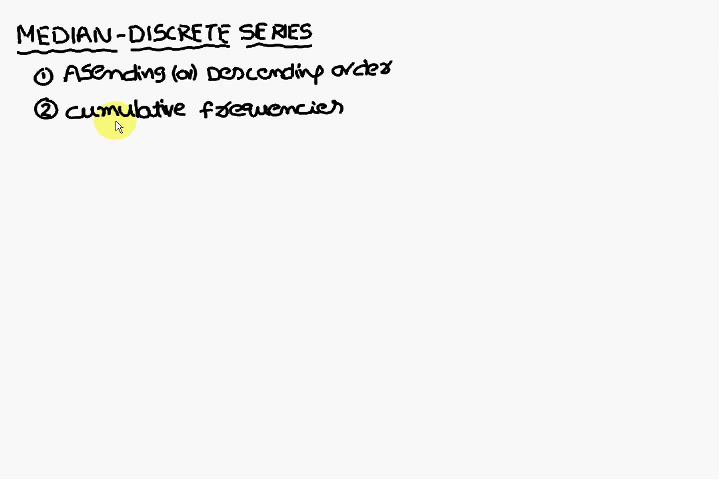 MEDIAN-DISCRETE SERIES
① Asending (or) Descending order
② cumulative frequencies